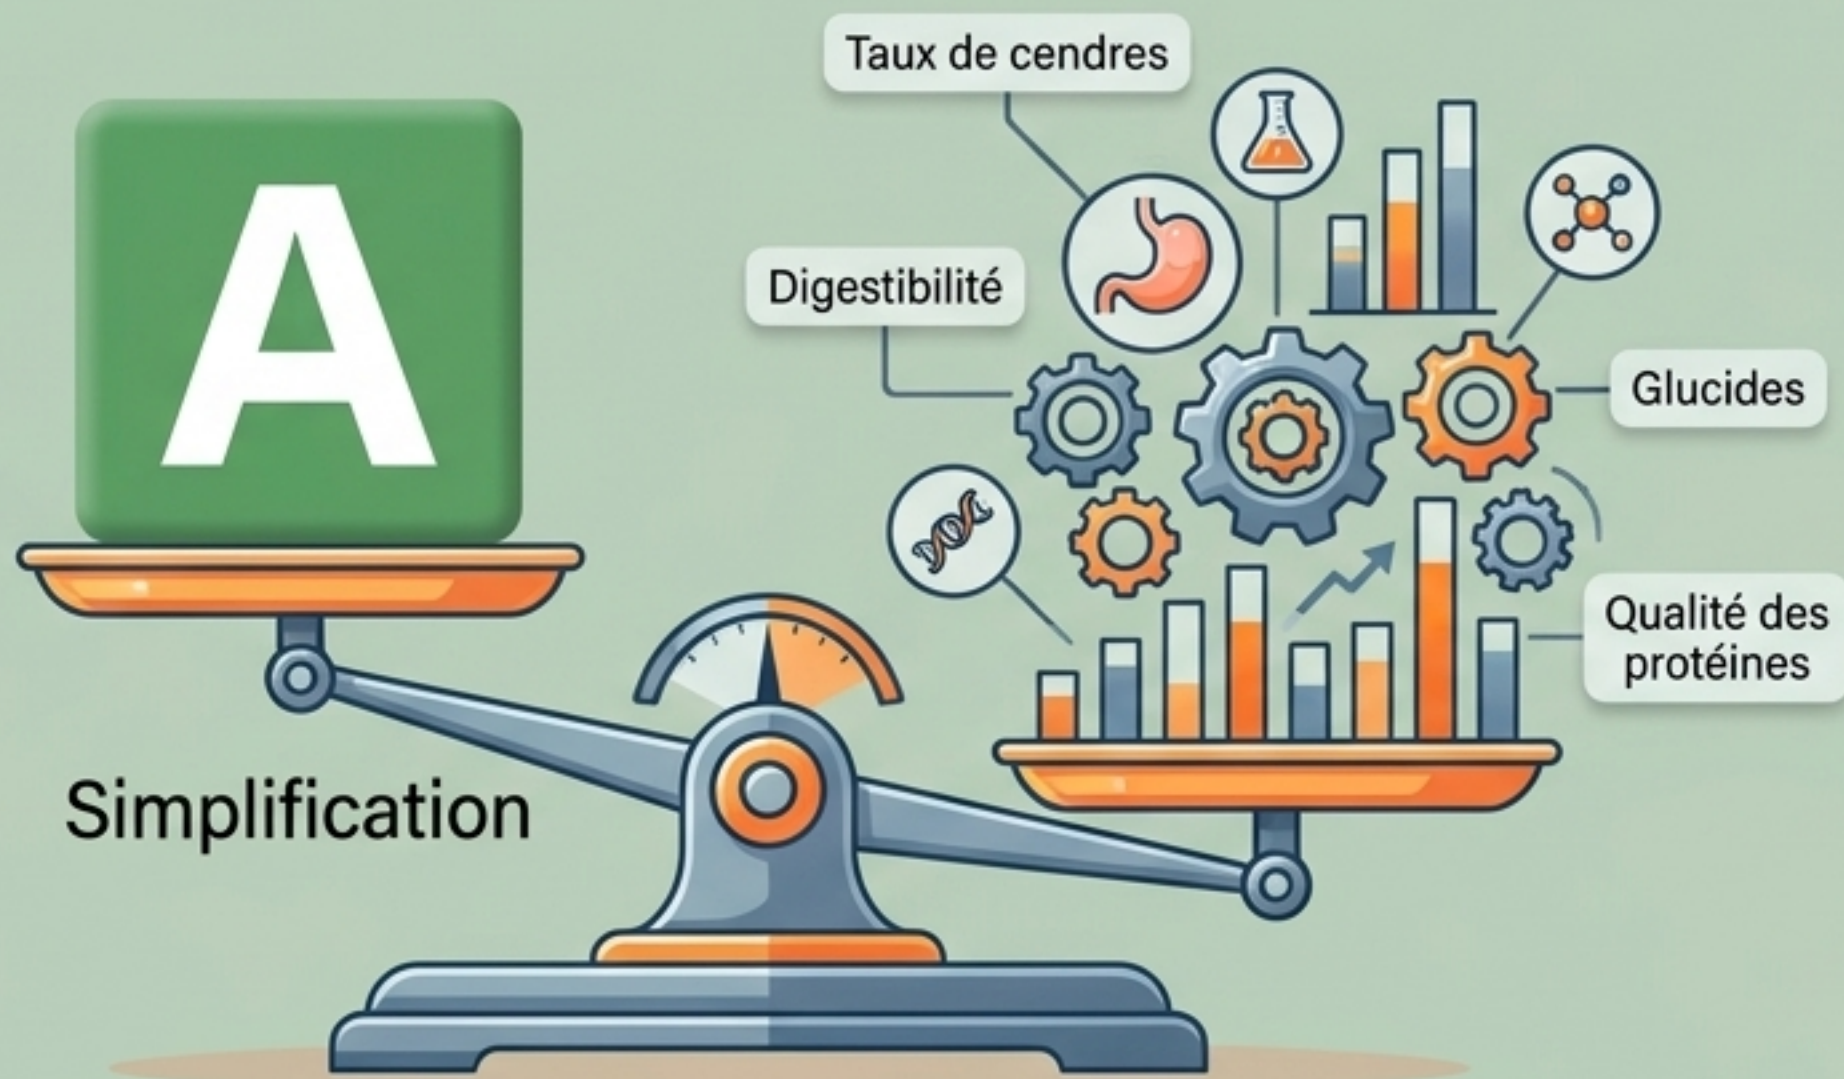 Taux de cendres
A
Digestibilité
Glucides
Qualité des
protéines
Simplification